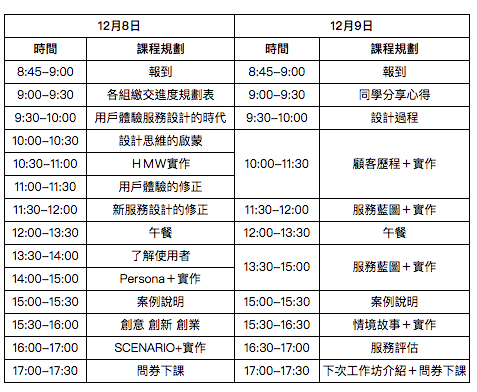 12月8日 12月9日
時間 課程規劃 時間 課程規劃
8:45–9:00 報到 8:45–9:00 報到
9:00–9:30 各組繳交進度規劃表 9:00–9:30 同學分享心得
9:30–10:00 用戶體驗服務設計的時代 9:30–10:00 設計過程
10:00–10:30 設計思維的啟蒙
10:30–11:00 HMW實作 10:00–11:30 顧客歷程＋實作
11:00–11:30 用戶體驗的修正
11:30–12:00 新服務設計的修正 11:30–12:00 服務藍圖＋實作
12:00–13:30 午餐 12:00–13:30 午餐
13:30–14:00 了解使用者 13:30–15:00 服務藍圖＋實作
14:00–15:00 Persona＋實作
15:00–15:30 案例說明 15:00–15:30 案例說明
15:30–16:00 創意 創新 創業 15:30–16:30 情境故事＋實作
16:00–17:00 SCENARIO+實作 16:30–17:00 服務評估
17:00–17:30 問券下課 17:00–17:30 下次工作坊介紹＋問券下課